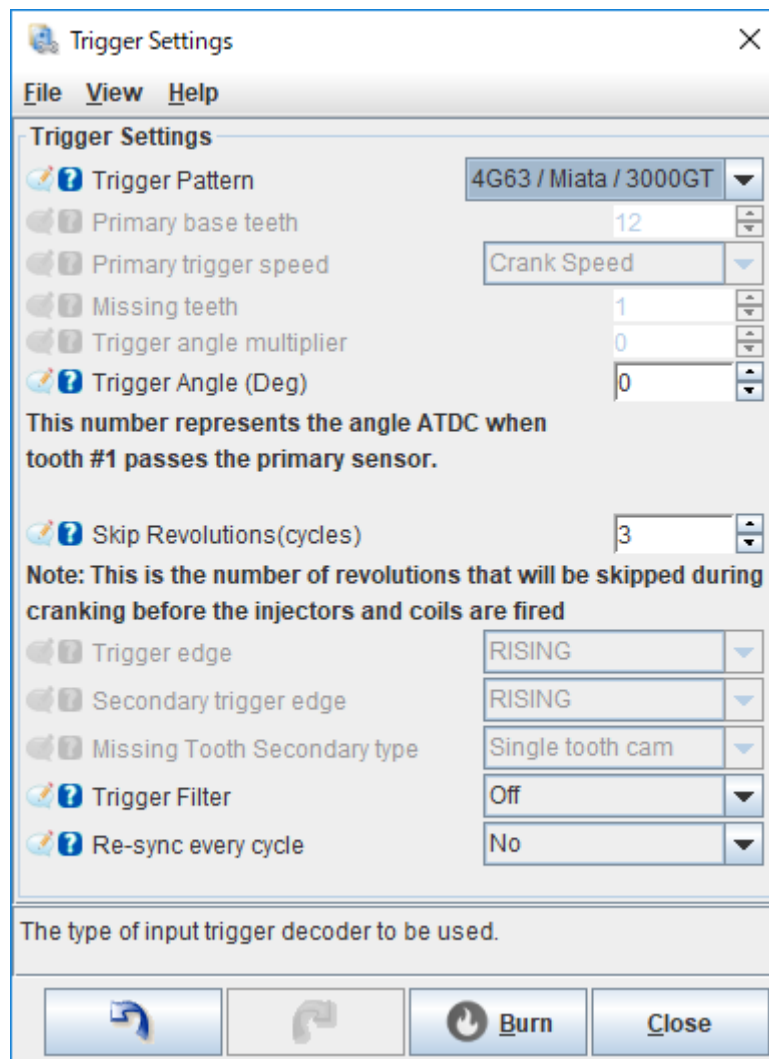 Trigger Settings
File View Help
Trigger Settings
Trigger Pattern 4G63 / Miata / 3000GT
Primary base teeth 12
Primary trigger speed Crank Speed
Missing teeth 1
Trigger angle multiplier 0
Trigger Angle (Deg) 0
This number represents the angle ATDC when
tooth #1 passes the primary sensor.
Skip Revolutions(cycles) 3
Note: This is the number of revolutions that will be skipped during
cranking before the injectors and coils are fired
Trigger edge RISING
Secondary trigger edge RISING
Missing Tooth Secondary type Single tooth cam
Trigger Filter Off
Re-sync every cycle No
The type of input trigger decoder to be used.
Burn Close